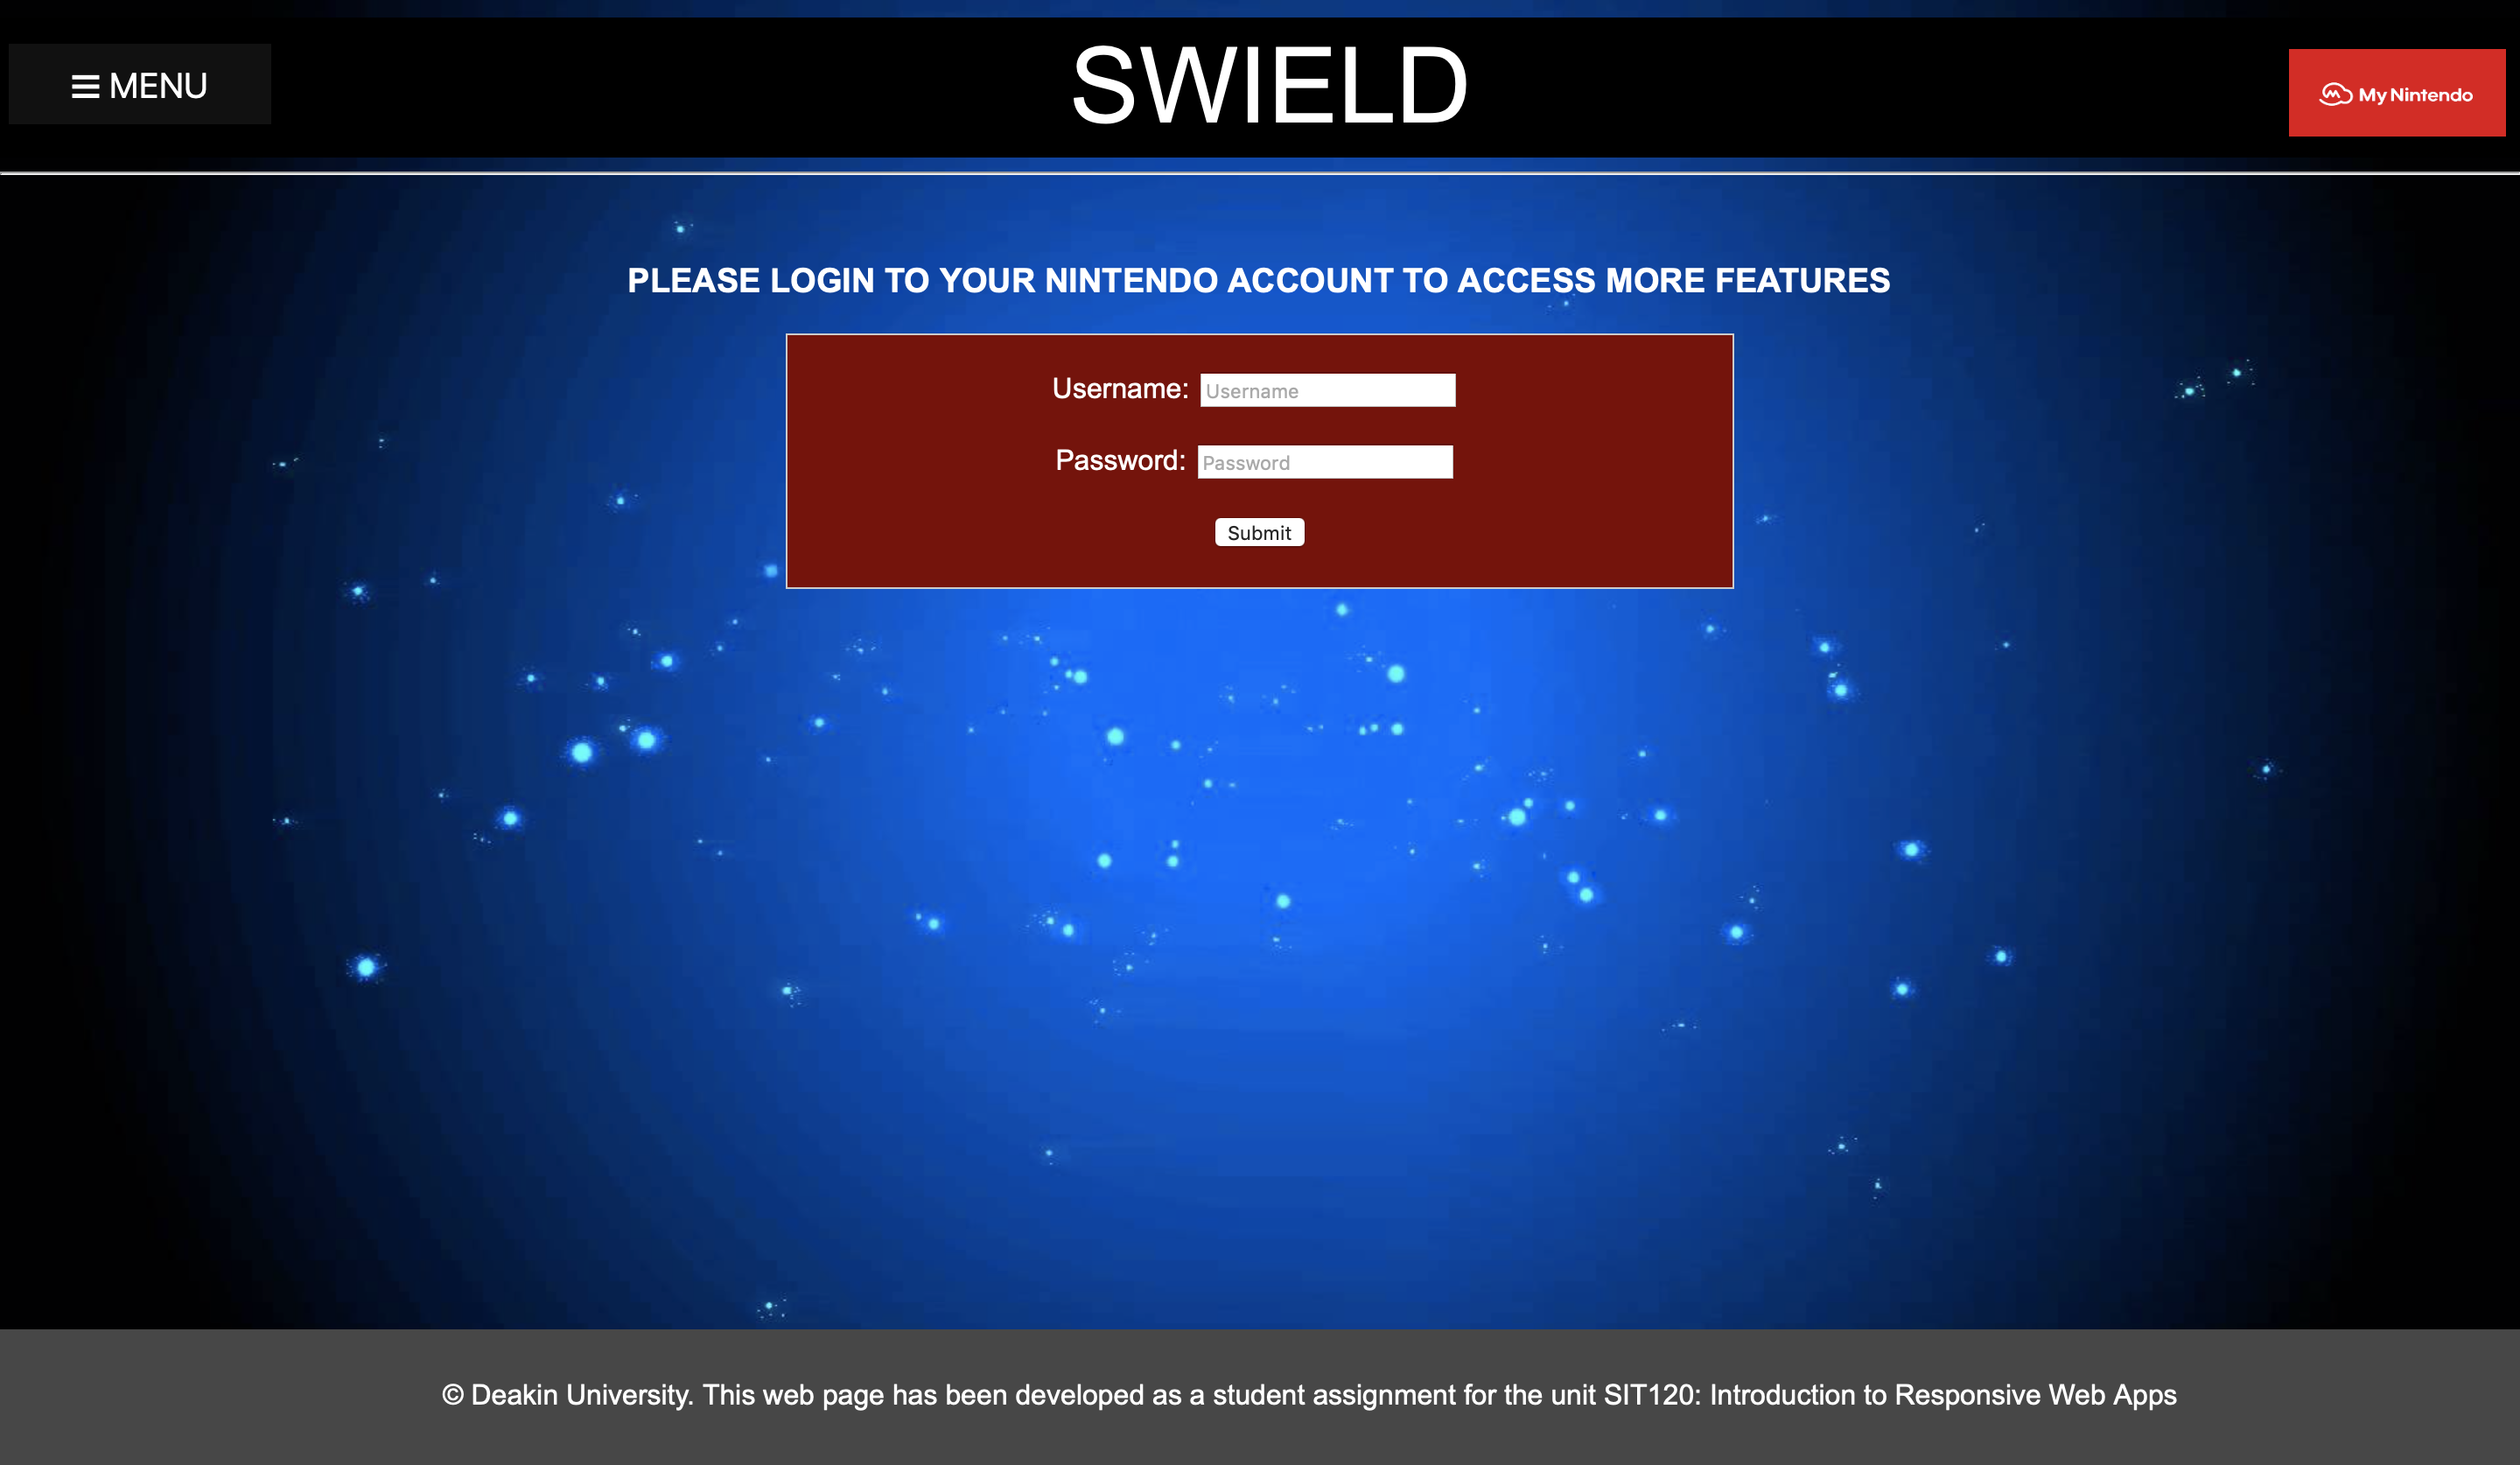 MENU
SWIELD
My Nintendo
PLEASE LOGIN TO YOUR NINTENDO ACCOUNT TO ACCESS MORE FEATURES
Username: Username
Password: Password
Submit
© Deakin University. This web page has been developed as a student assignment for the unit SIT120: Introduction to Responsive Web Apps